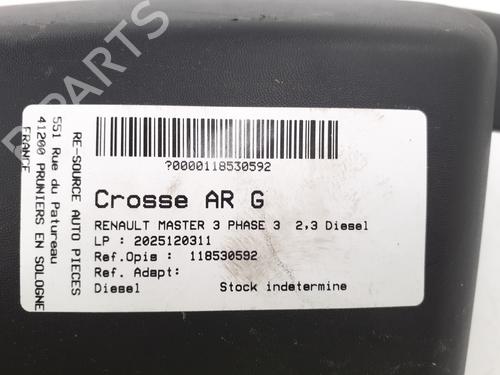 RE-SOURCE AUTO PIECES
551 Rue du Patureau
41200 PRUNIERS EN SOLOGNE
FRANCE
?0000118530592
Crosse AR G
RENAULT MASTER 3 PHASE 3 2,3 Diesel
LP : 2025120311
Ref.Opis : 118530592
Ref. Adapt:
Diesel Stock indetermine
B-PARTS